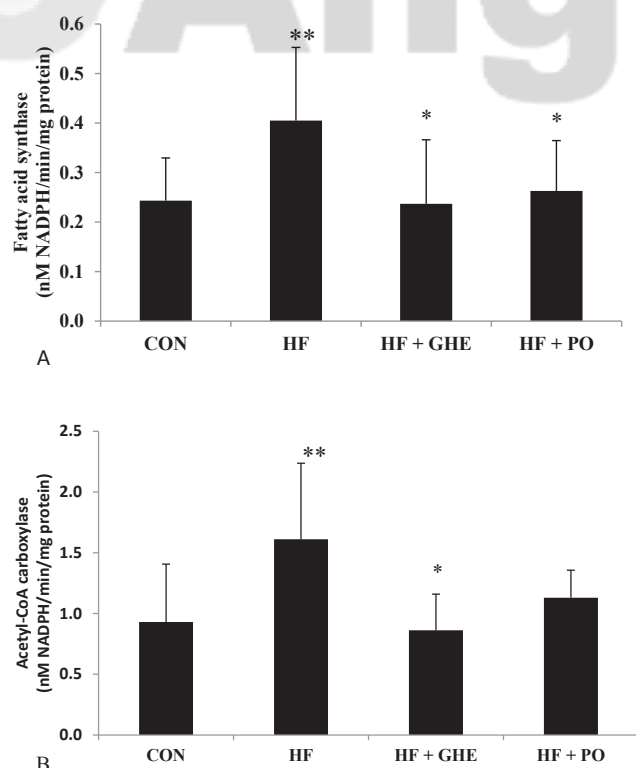 Ang
0.6
0.5
0.4
0.3
0.2
0.1
0.0
Fatty acid synthase
(nM NADPH/min/mg protein)
**
*
*
CON HF HF + GHE HF + PO
A
2.5
2.0
1.5
1.0
0.5
0.0
Acetyl-CoA carboxylase
(nM NADPH/min/mg protein)
**
*
CON HF HF + GHE HF + PO
B